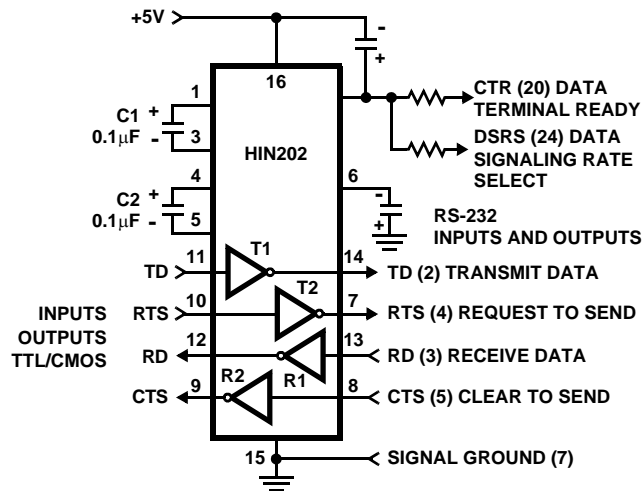 +5V
-
+
16
1
CTR (20) DATA
TERMINAL READY
C1
+
0.1µF
-
3
HIN202
DSRS (24) DATA
SIGNALING RATE
SELECT
4
6
C2
+
0.1µF
-
5
-
+
RS-232
INPUTS AND OUTPUTS
11
T1
14
TD
TD (2) TRANSMIT DATA
10
T2
7
INPUTS
OUTPUTS
TTL/CMOS
RTS
RTS (4) REQUEST TO SEND
12
13
RD
R1
RD (3) RECEIVE DATA
9
R2
8
CTS
CTS (5) CLEAR TO SEND
15
SIGNAL GROUND (7)